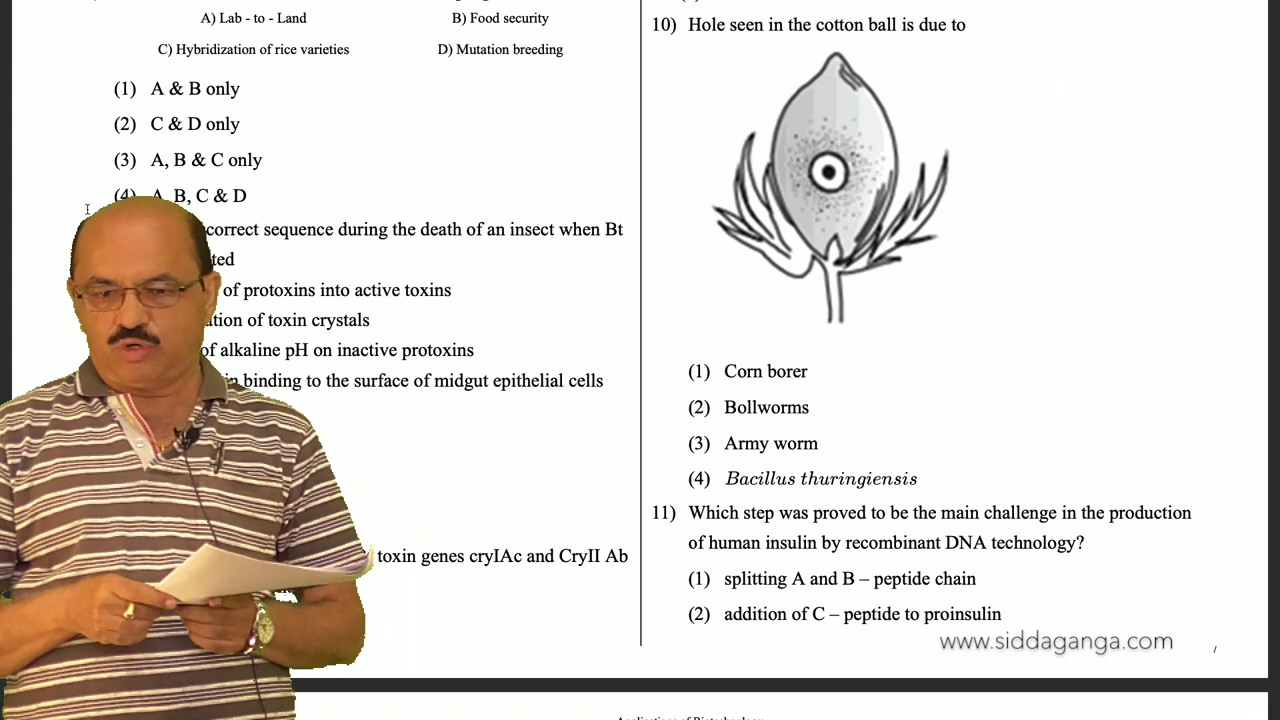 A) Lab - to - Land
B) Food security
C) Hybridization of rice varieties
D) Mutation breeding
(1) A & B only
(2) C & D only
(3) A, B & C only
(4) A, B, C & D
correct sequence during the death of an insect when Bt
of protoxins into active toxins
of toxin crystals
of alkaline pH on inactive protoxins
binding to the surface of midgut epithelial cells
toxin genes cryIAc and CryII Ab
10) Hole seen in the cotton ball is due to
(1) Corn borer
(2) Bollworms
(3) Army worm
(4) Bacillus thuringiensis
11) Which step was proved to be the main challenge in the production
of human insulin by recombinant DNA technology?
(1) splitting A and B – peptide chain
(2) addition of C – peptide to proinsulin
www.siddaganga.com